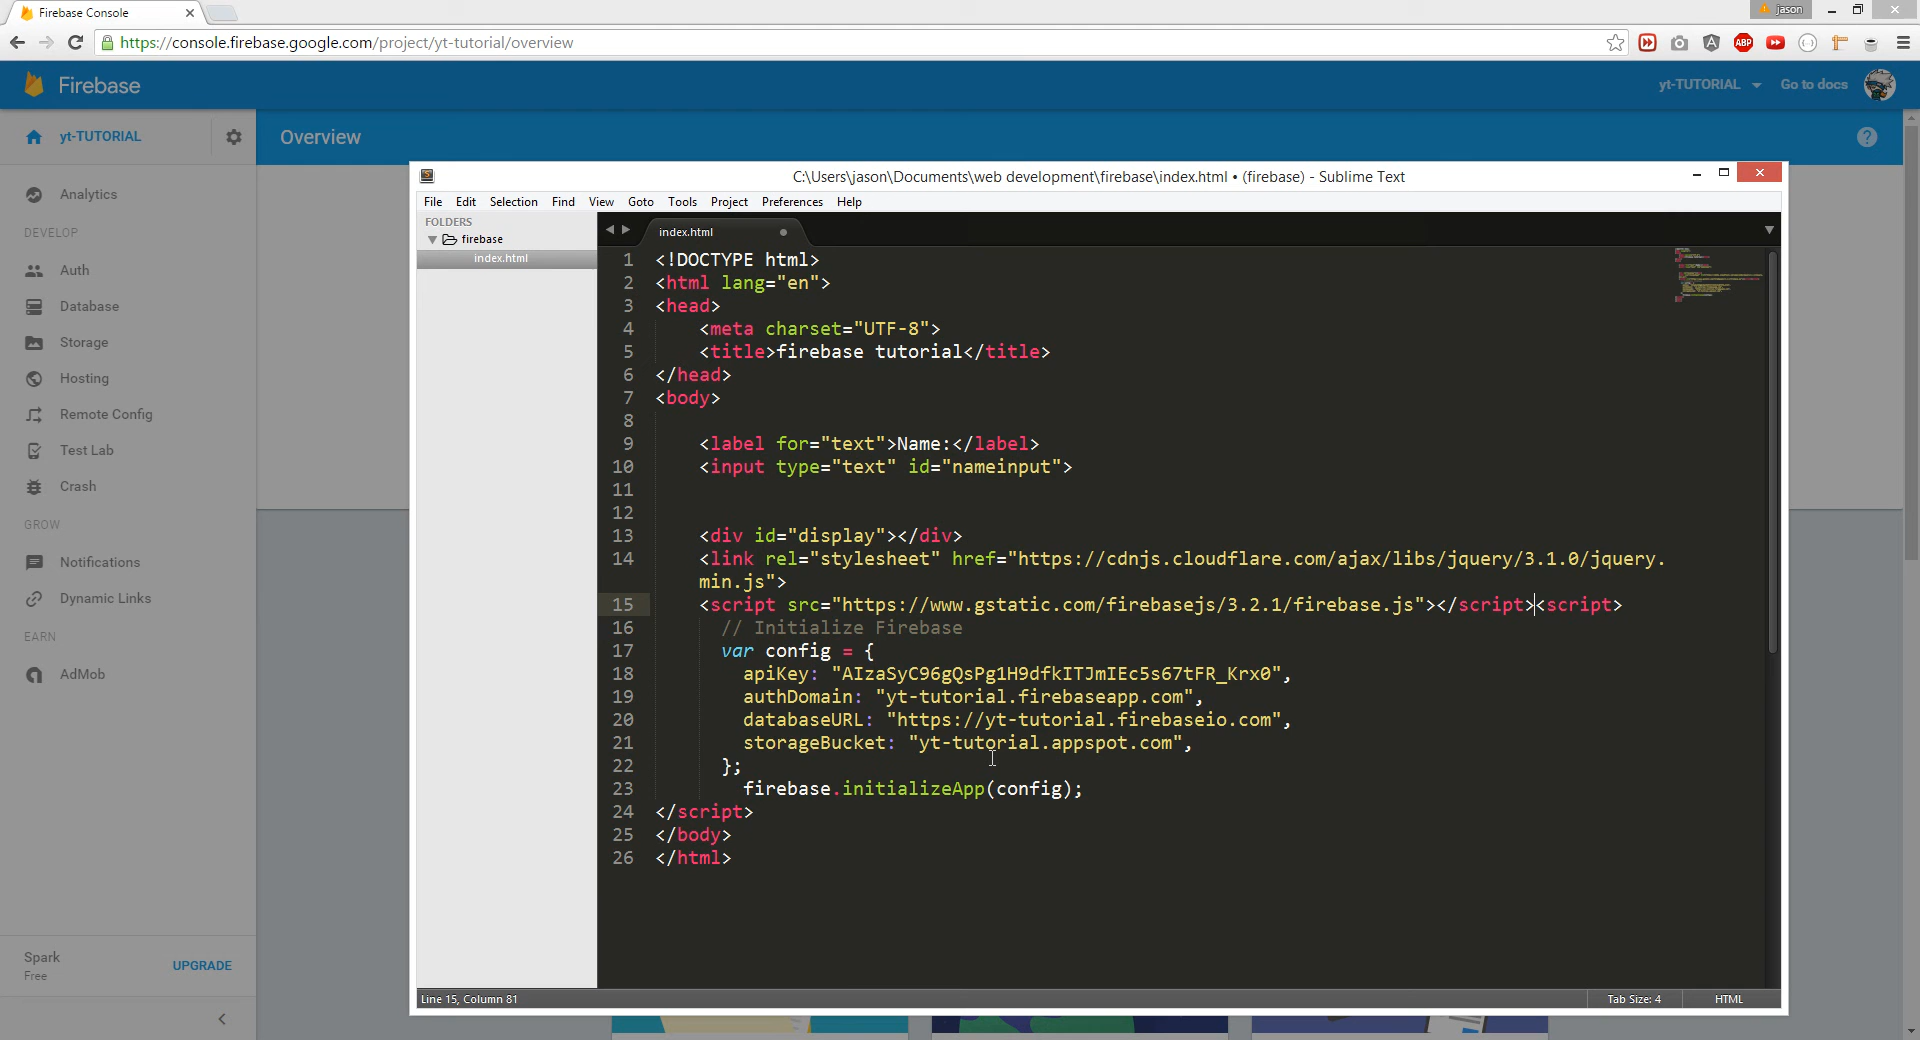 Firebase Console
jason
https://console.firebase.google.com/project/yt-tutorial/overview
ABP
Firebase
yt-TUTORIAL
Go to docs
yt-TUTORIAL
Overview
Analytics
DEVELOP
Auth
Database
Storage
Hosting
Remote Config
Test Lab
Crash
GROW
Notifications
Dynamic Links
EARN
AdMob
Spark
Free
UPGRADE
C:\Users\jason\Documents\web development\firebase\index.html • (firebase) - Sublime Text
File Edit Selection Find View Goto Tools Project Preferences Help
FOLDERS
firebase
index.html
index.html
1 <!DOCTYPE html>
2 <html lang="en">
3 <head>
4 <meta charset="UTF-8">
5 <title>firebase tutorial</title>
6 </head>
7 <body>
8
9 <label for="text">Name:</label>
10 <input type="text" id="nameinput">
11
12
13 <div id="display"></div>
14 <link rel="stylesheet" href="https://cdnjs.cloudflare.com/ajax/libs/jquery/3.1.0/jquery.
min.js">
15 <script src="https://www.gstatic.com/firebasejs/3.2.1/firebase.js"></script><script>
16 // Initialize Firebase
17 var config = {
18 apiKey: "AIzaSyC96gQsPg1H9dfkITJmIEc5s67tFR_Krx0",
19 authDomain: "yt-tutorial.firebaseapp.com",
20 databaseURL: "https://yt-tutorial.firebaseio.com",
21 storageBucket: "yt-tutorial.appspot.com",
22 };
23 firebase.initializeApp(config);
24 </script>
25 </body>
26 </html>
Line 15, Column 81
Tab Size: 4
HTML